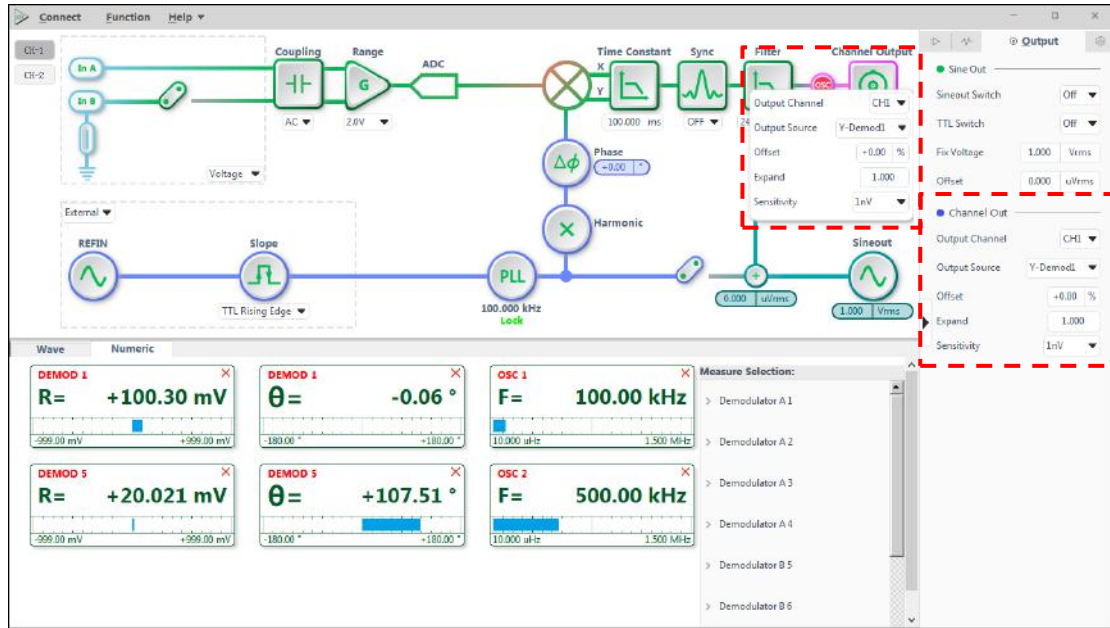 Connect Function Help
CH-1
CH-2
In A
In B
Voltage
Coupling
AC
Range
G
2.0V
ADC
X
Y
Time Constant
100.000 ms
Sync
OFF
Filter
24
Channel Output
OSC
Output Channel CH1
Output Source Y-Demod1
Offset +0.00 %
Expand 1.000
Sensitivity 1nV
Δϕ
Phase
+0.00 °
X
Harmonic
External
REFIN
Slope
TTL Rising Edge
PLL
100.000 kHz
Lock
+
0.000 uVrms
Sineout
1.000 Vrms
Output
Sine Out
Sineout Switch Off
TTL Switch Off
Fix Voltage 1.000 Vrms
Offset 0.000 uVrms
Channel Out
Output Channel CH1
Output Source Y-Demod1
Offset +0.00 %
Expand 1.000
Sensitivity 1nV
Wave Numeric
DEMOD 1
R= +100.30 mV
-999.00 mV +999.00 mV
DEMOD 1
θ= -0.06 °
-180.00 ° +180.00 °
OSC 1
F= 100.00 kHz
10.000 uHz 1.500 MHz
DEMOD 5
R= +20.021 mV
-999.00 mV +999.00 mV
DEMOD 5
θ= +107.51 °
-180.00 ° +180.00 °
OSC 2
F= 500.00 kHz
10.000 uHz 1.500 MHz
Measure Selection:
Demodulator A 1
Demodulator A 2
Demodulator A 3
Demodulator A 4
Demodulator B 5
Demodulator B 6